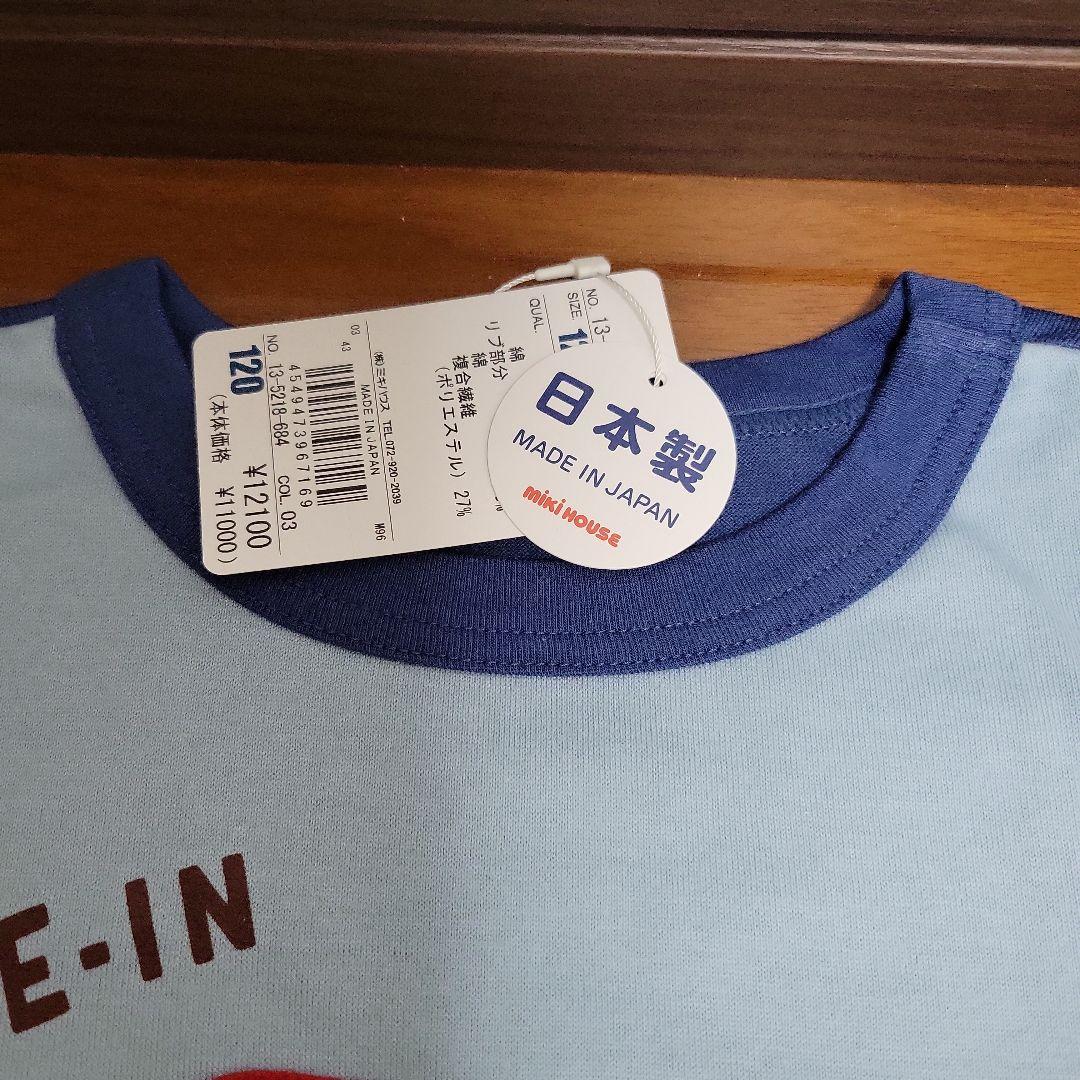 NO. 13-
SIZE 12
QUAL.
綿
リブ部分
綿
複合繊維
(ポリエステル) 27%
(株)ミキハウス TEL.072-920-2039
MADE IN JAPAN
M96
03 43
4549473967169
NO. 13-5218-684 COL. 03
120 ¥12100
(本体価格 ¥11000)
日本製
MADE IN JAPAN
miki HOUSE
E-IN